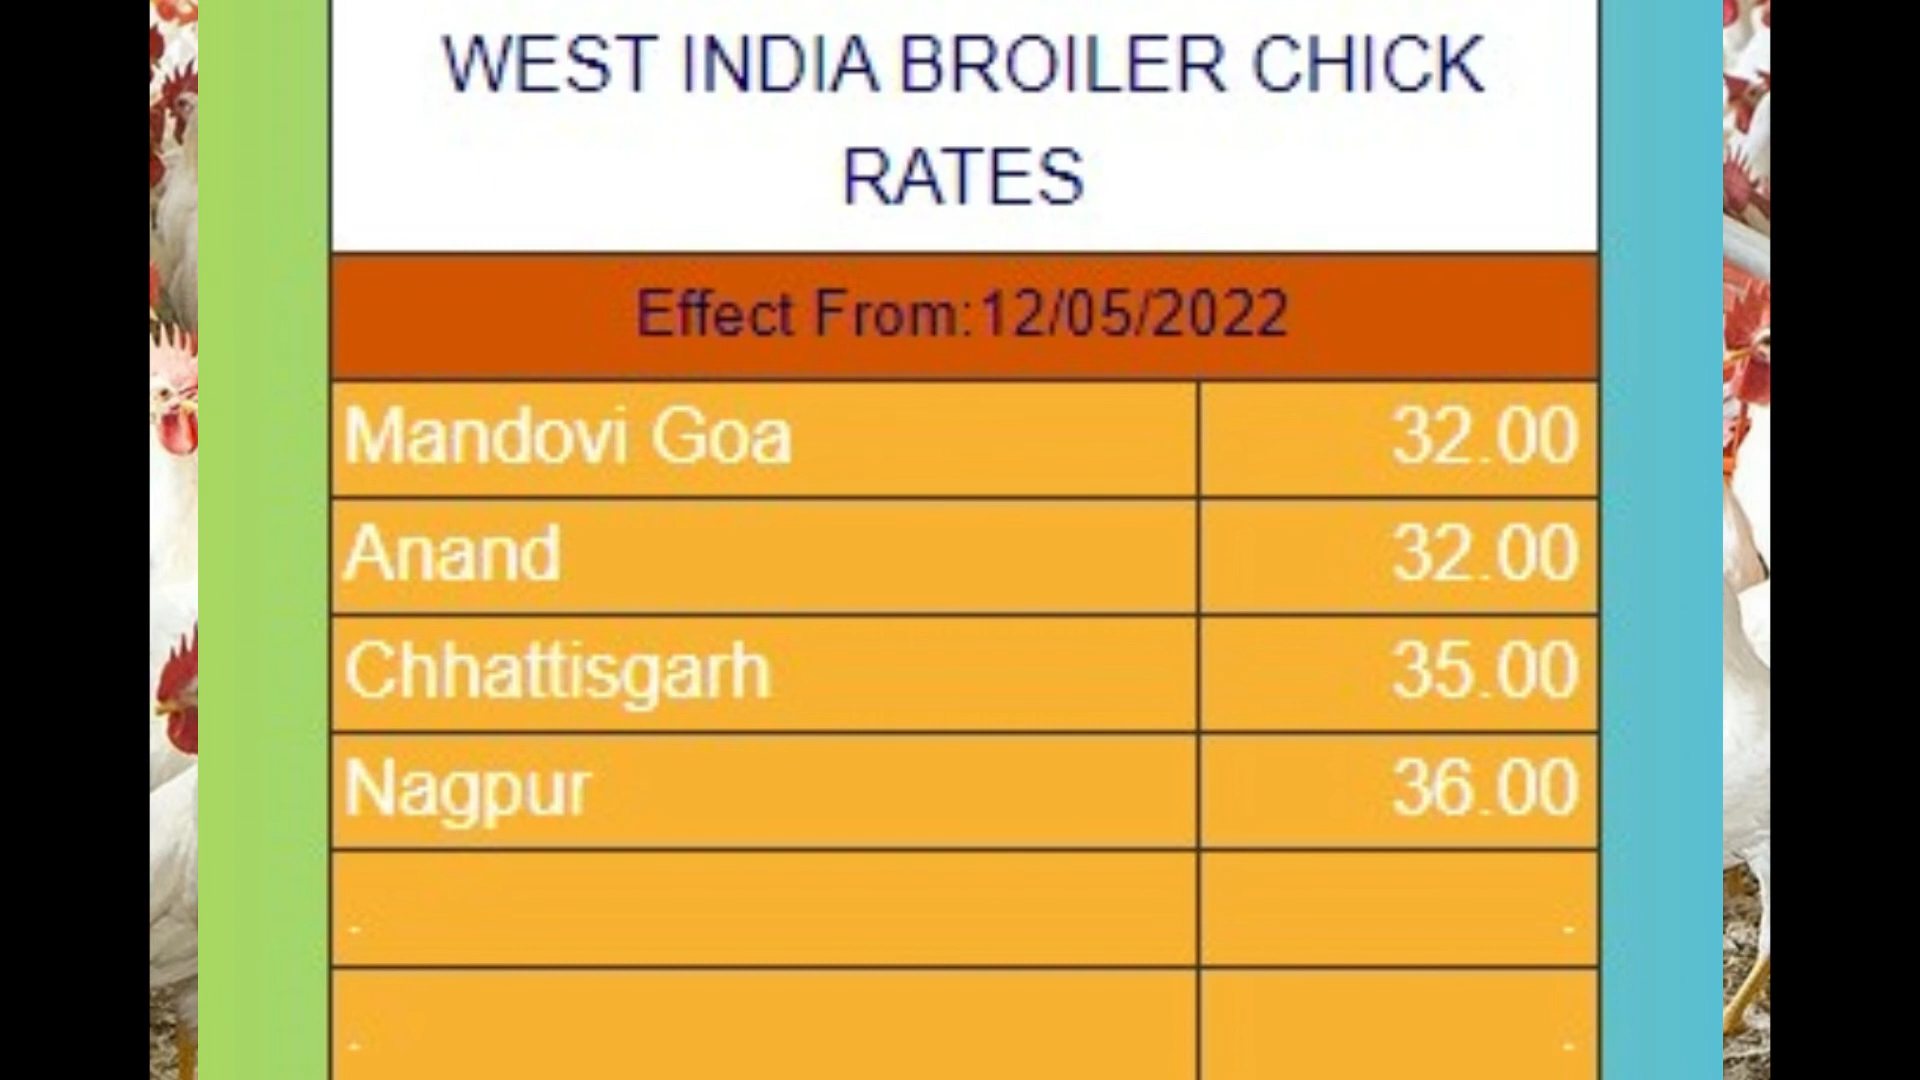 WEST INDIA BROILER CHICK
RATES
Effect From:12/05/2022
Mandovi Goa 32.00
Anand 32.00
Chhattisgarh 35.00
Nagpur 36.00
. .
. .